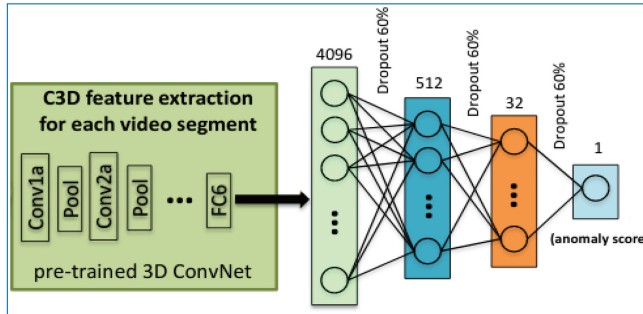 C3D feature extraction
for each video segment
Conv1a
Pool
Conv2a
Pool
...
FC6
pre-trained 3D ConvNet
4096
Dropout 60%
512
Dropout 60%
32
Dropout 60%
1
...
...
...
(anomaly score